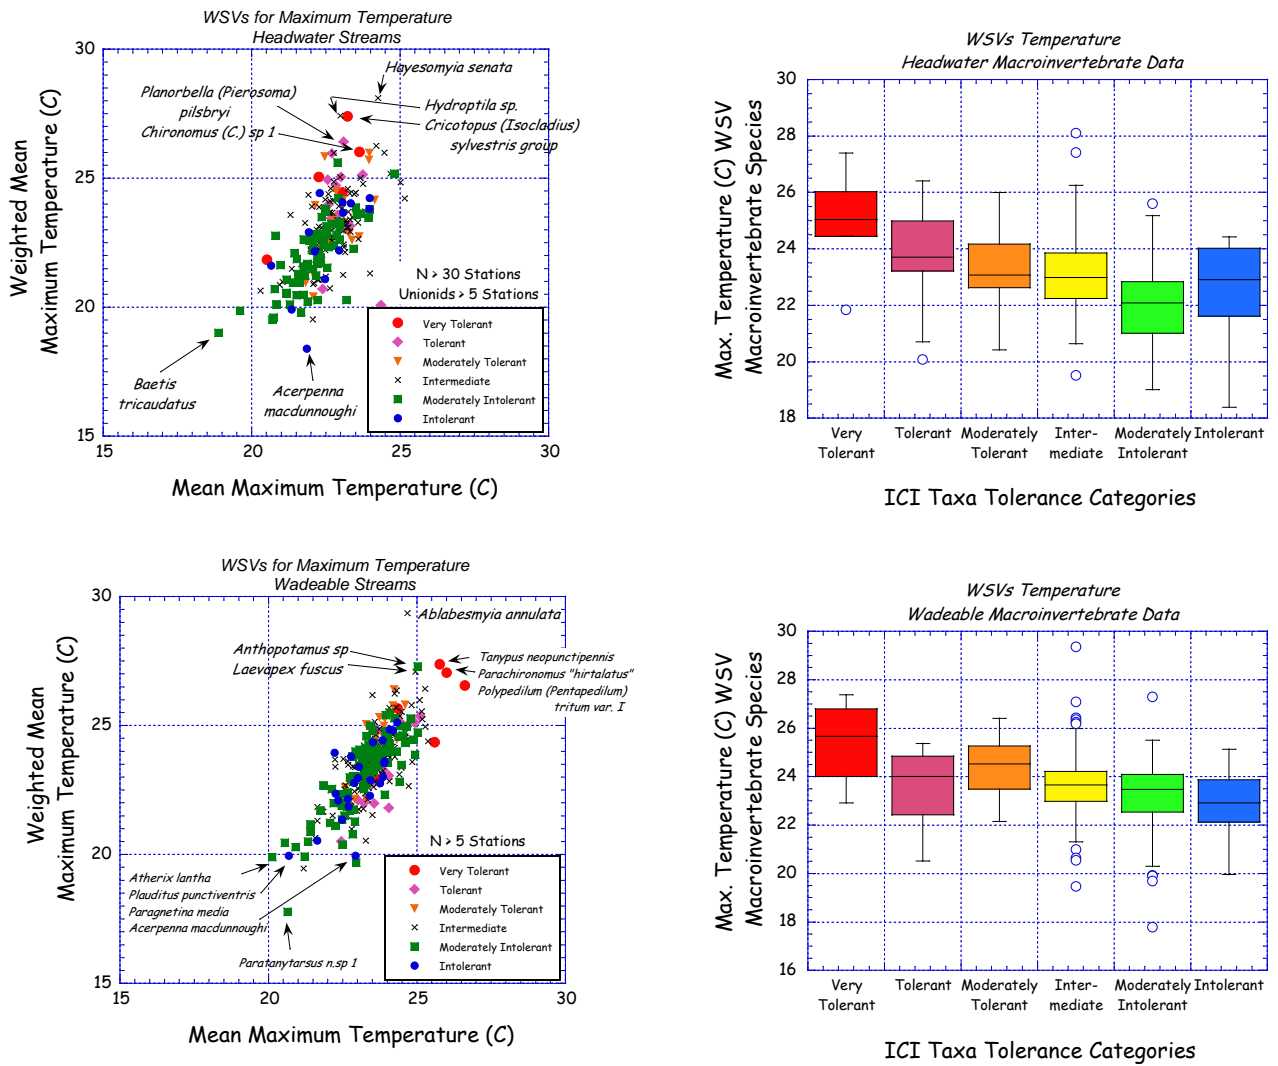 WSVs for Maximum Temperature
Headwater Streams
30
25
20
15
15
20
25
30
Weighted Mean
Maximum Temperature (C)
Mean Maximum Temperature (C)
Hayesomyia senata
Planorbella (Pierosoma)
pilsbryi
Chironomus (C.) sp 1
Hydroptila sp.
Cricotopus (Isocladius)
sylvestris group
Baetis
tricaudatus
Acerpenna
macdunnoughi
N > 30 Stations
Unionids > 5 Stations
Very Tolerant
Tolerant
Moderately Tolerant
Intermediate
Moderately Intolerant
Intolerant
WSVs Temperature
Headwater Macroinvertebrate Data
30
28
26
24
22
20
18
Max. Temperature (C) WSV
Macroinvertebrate Species
Very
Tolerant
Tolerant
Moderately
Tolerant
Inter-
mediate
Moderately
Intolerant
Intolerant
ICI Taxa Tolerance Categories
WSVs for Maximum Temperature
Wadeable Streams
30
25
20
15
15
20
25
30
Weighted Mean
Maximum Temperature (C)
Mean Maximum Temperature (C)
Ablabesmyia annulata
Anthopotamus sp
Laevapex fuscus
Tanypus neopunctipennis
Parachironomus "hirtalatus"
Polypedilum (Pentapedilum)
tritum var. I
Atherix lantha
Plauditus punctiventris
Paragnetina media
Acerpenna macdunnoughi
Paratanytarsus n.sp 1
N > 5 Stations
Very Tolerant
Tolerant
Moderately Tolerant
Intermediate
Moderately Intolerant
Intolerant
WSVs Temperature
Wadeable Macroinvertebrate Data
30
28
26
24
22
20
18
16
Max. Temperature (C) WSV
Macroinvertebrate Species
Very
Tolerant
Tolerant
Moderately
Tolerant
Inter-
mediate
Moderately
Intolerant
Intolerant
ICI Taxa Tolerance Categories